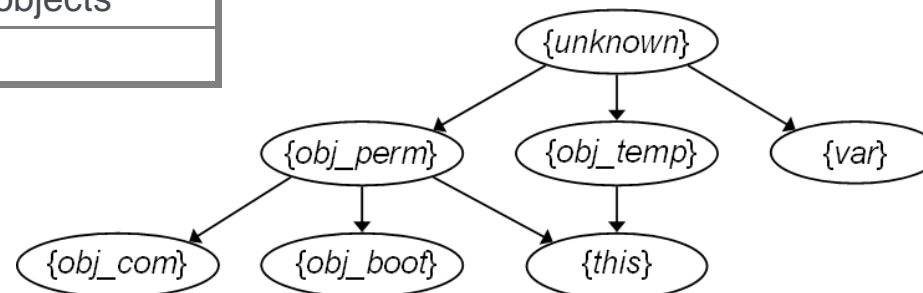 objects
{unknown}
{obj_perm} {obj_temp} {var}
{obj_com} {obj_boot} {this}